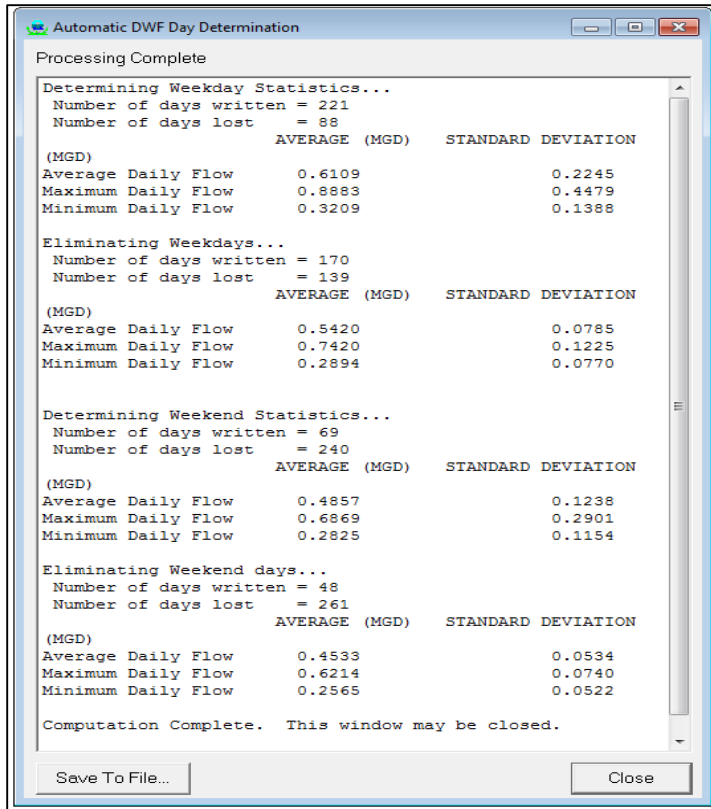 Automatic DWF Day Determination
Processing Complete
Determining Weekday Statistics...
Number of days written = 221
Number of days lost = 88
AVERAGE (MGD) STANDARD DEVIATION
(MGD)
Average Daily Flow 0.6109 0.2245
Maximum Daily Flow 0.8883 0.4479
Minimum Daily Flow 0.3209 0.1388
Eliminating Weekdays...
Number of days written = 170
Number of days lost = 139
AVERAGE (MGD) STANDARD DEVIATION
(MGD)
Average Daily Flow 0.5420 0.0785
Maximum Daily Flow 0.7420 0.1225
Minimum Daily Flow 0.2894 0.0770
Determining Weekend Statistics...
Number of days written = 69
Number of days lost = 240
AVERAGE (MGD) STANDARD DEVIATION
(MGD)
Average Daily Flow 0.4857 0.1238
Maximum Daily Flow 0.6869 0.2901
Minimum Daily Flow 0.2825 0.1154
Eliminating Weekend days...
Number of days written = 48
Number of days lost = 261
AVERAGE (MGD) STANDARD DEVIATION
(MGD)
Average Daily Flow 0.4533 0.0534
Maximum Daily Flow 0.6214 0.0740
Minimum Daily Flow 0.2565 0.0522
Computation Complete. This window may be closed.
Save To File... Close